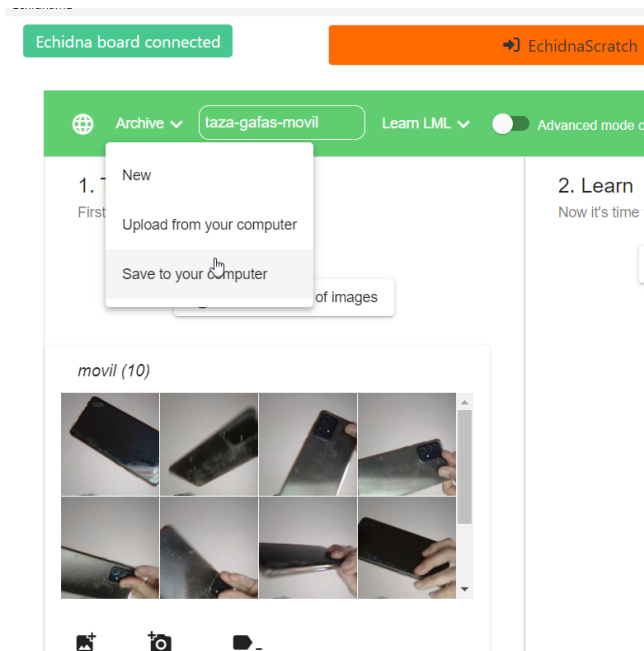 Echidna board connected
EchidnaScratch
Archive
taza-gafas-movil
Learn LML
Advanced mode
New
Upload from your computer
Save to your computer
1.
First
of images
2. Learn
Now it's time
movil (10)